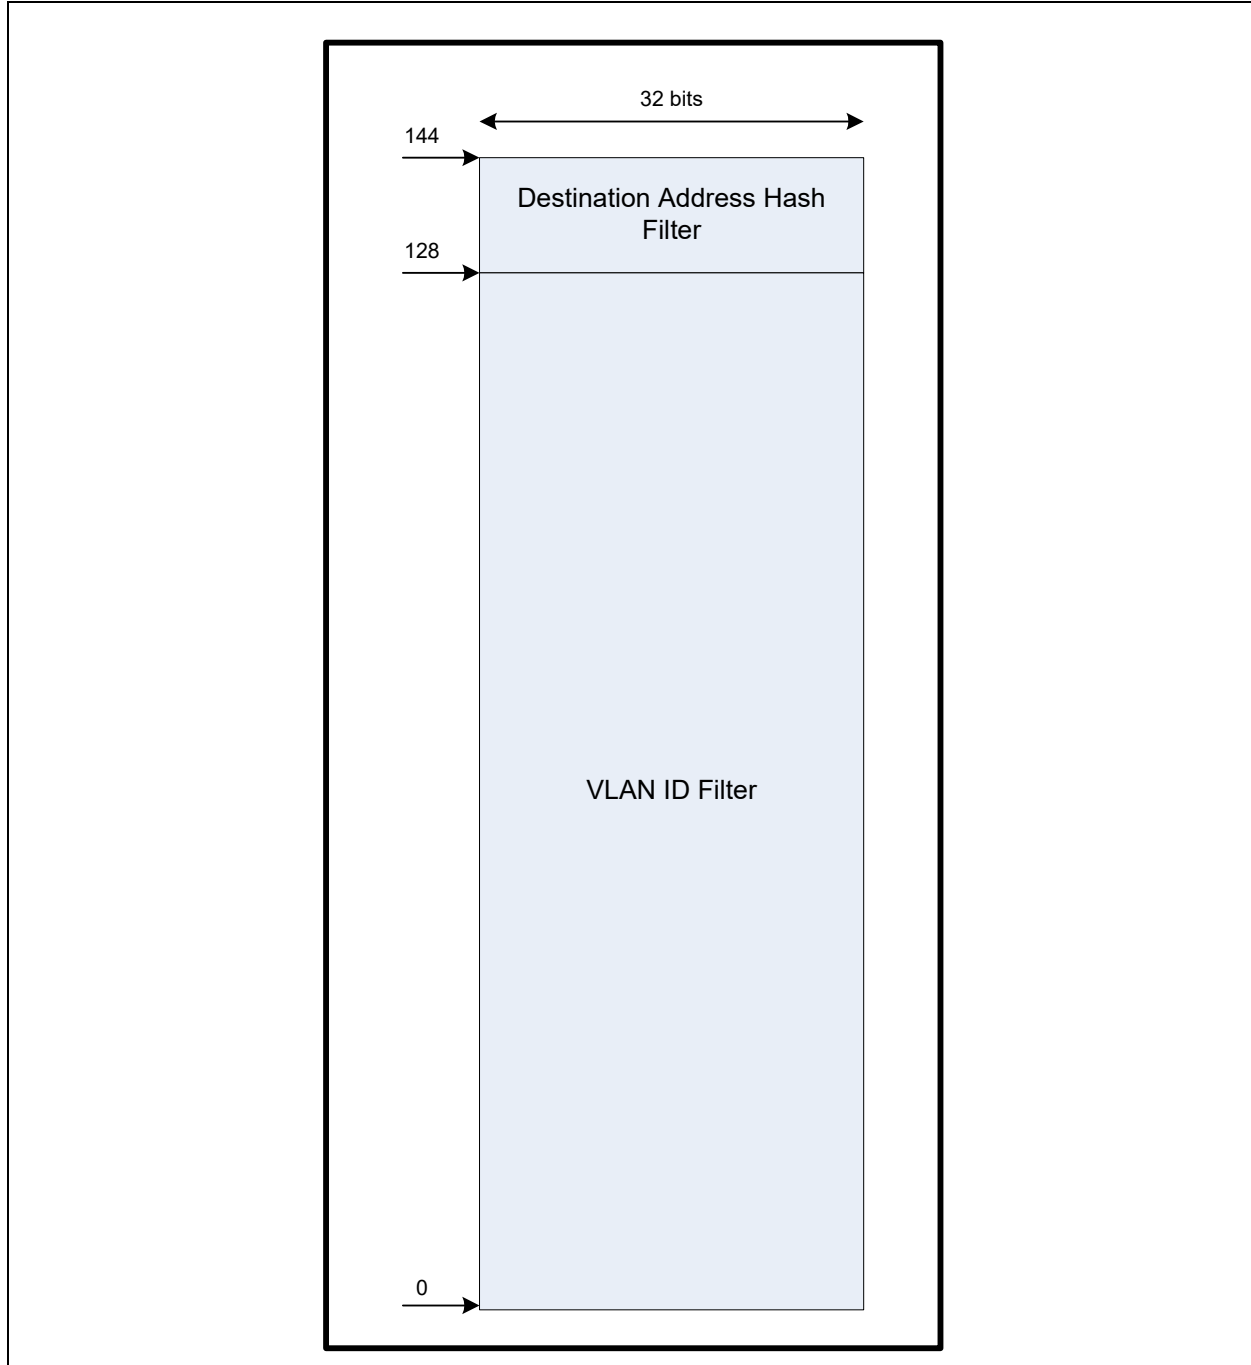 32 bits
144
Destination Address Hash
Filter
128
VLAN ID Filter
0